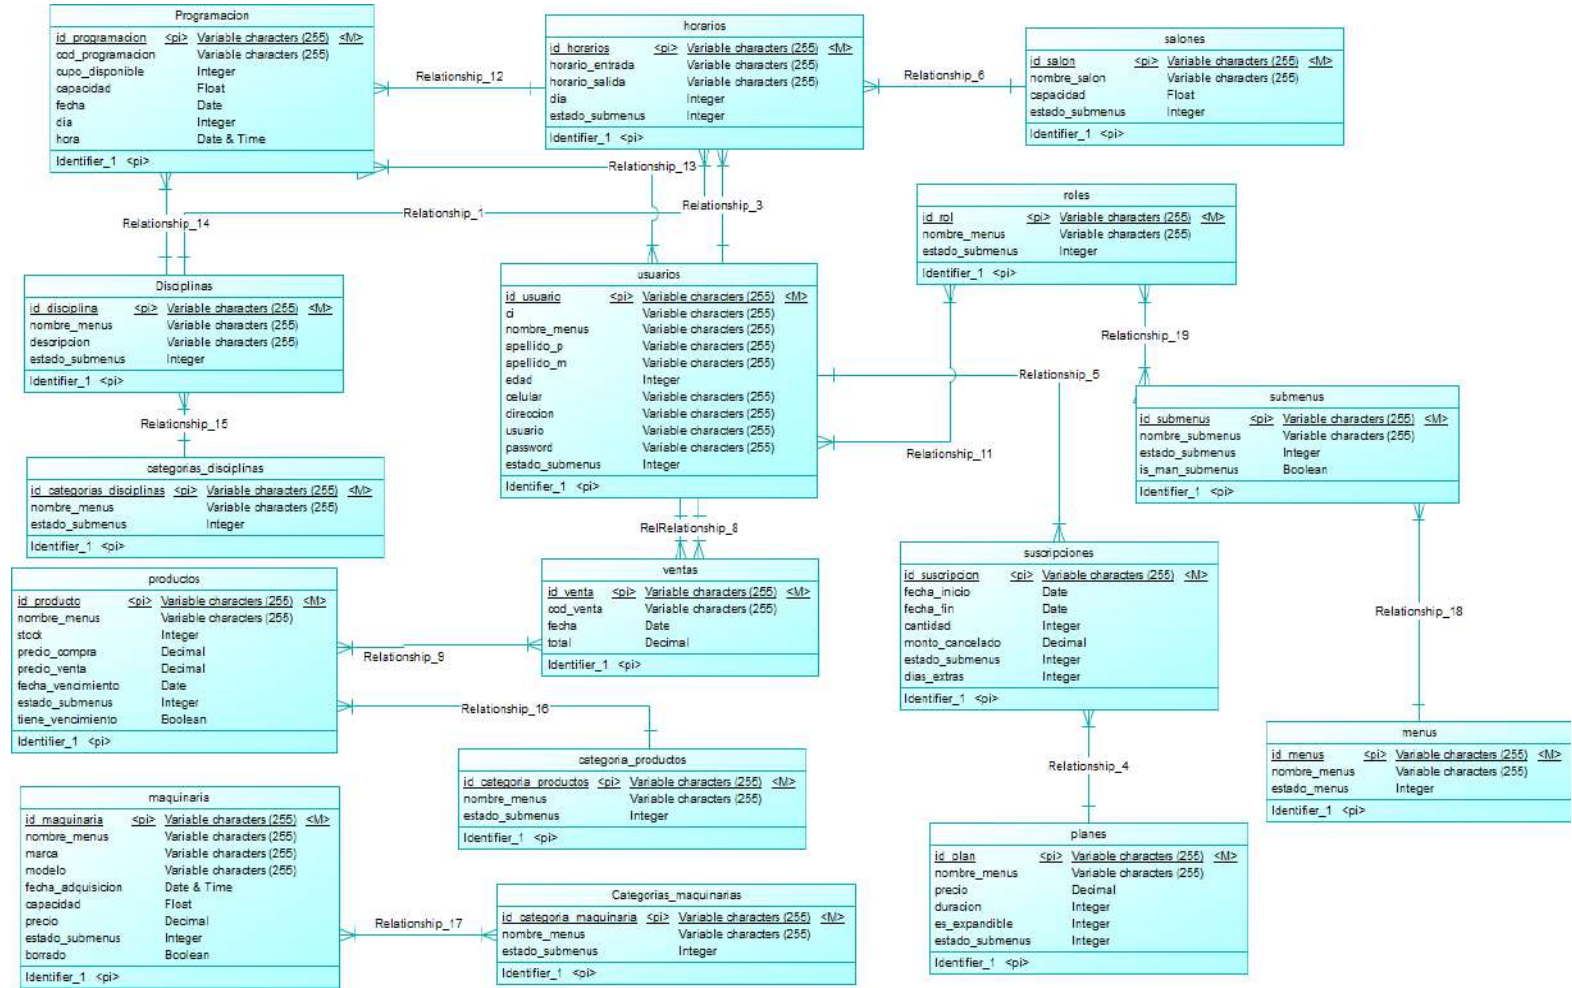 Programacion
id_programacion <pi> Variable characters (255) <M>
cod_programacion Variable characters (255)
cupo_disponible Integer
capacidad Float
fecha Date
dia Integer
hora Date & Time
Identifier_1 <pi>
horarios
id_horarios <pi> Variable characters (255) <M>
horario_entrada Variable characters (255)
horario_salida Variable characters (255)
dia Integer
estado_submenus Integer
Identifier_1 <pi>
salones
id_salon <pi> Variable characters (255) <M>
nombre_salon Variable characters (255)
capacidad Float
estado_submenus Integer
Identifier_1 <pi>
Relationship_12
Relationship_6
Relationship_13
Relationship_14
Relationship_1
Relationship_3
roles
id_rol <pi> Variable characters (255) <M>
nombre_menus Variable characters (255)
estado_submenus Integer
Identifier_1 <pi>
Disciplinas
id_disciplina <pi> Variable characters (255) <M>
nombre_menus Variable characters (255)
descripcion Variable characters (255)
estado_submenus Integer
Identifier_1 <pi>
usuarios
id_usuario <pi> Variable characters (255) <M>
ci Variable characters (255)
nombre_menus Variable characters (255)
apellido_p Variable characters (255)
apellido_m Variable characters (255)
edad Integer
celular Variable characters (255)
direccion Variable characters (255)
usuario Variable characters (255)
password Variable characters (255)
estado_submenus Integer
Identifier_1 <pi>
Relationship_19
Relationship_5
Relationship_11
Relationship_15
submenus
id_submenus <pi> Variable characters (255) <M>
nombre_submenus Variable characters (255)
estado_submenus Integer
is_man_submenus Boolean
Identifier_1 <pi>
categorias_disciplinas
id_categorias_disciplinas <pi> Variable characters (255) <M>
nombre_menus Variable characters (255)
estado_submenus Integer
Identifier_1 <pi>
RelRelationship_8
ventas
id_venta <pi> Variable characters (255) <M>
cod_venta Variable characters (255)
fecha Date
total Decimal
Identifier_1 <pi>
suscripciones
id_suscripcion <pi> Variable characters (255) <M>
fecha_inicio Date
fecha_fin Date
cantidad Integer
monto_cancelado Decimal
estado_submenus Integer
dias_extras Integer
Identifier_1 <pi>
productos
id_producto <pi> Variable characters (255) <M>
nombre_menus Variable characters (255)
stock Integer
precio_compra Decimal
precio_venta Decimal
fecha_vencimiento Date
estado_submenus Integer
tiene_vencimiento Boolean
Identifier_1 <pi>
Relationship_9
Relationship_16
Relationship_18
Relationship_4
categoria_productos
id_categoria_productos <pi> Variable characters (255) <M>
nombre_menus Variable characters (255)
estado_submenus Integer
Identifier_1 <pi>
menus
id_menus <pi> Variable characters (255) <M>
nombre_menus Variable characters (255)
estado_menus Integer
Identifier_1 <pi>
maquinaria
id_maquinaria <pi> Variable characters (255) <M>
nombre_menus Variable characters (255)
marca Variable characters (255)
modelo Variable characters (255)
fecha_adquisicion Date & Time
capacidad Float
precio Decimal
estado_submenus Integer
borrado Boolean
Identifier_1 <pi>
Relationship_17
Categorias_maquinarias
id_categoria_maquinaria <pi> Variable characters (255) <M>
nombre_menus Variable characters (255)
estado_submenus Integer
Identifier_1 <pi>
planes
id_plan <pi> Variable characters (255) <M>
nombre_menus Variable characters (255)
precio Decimal
duracion Integer
es_expandible Integer
estado_submenus Integer
Identifier_1 <pi>